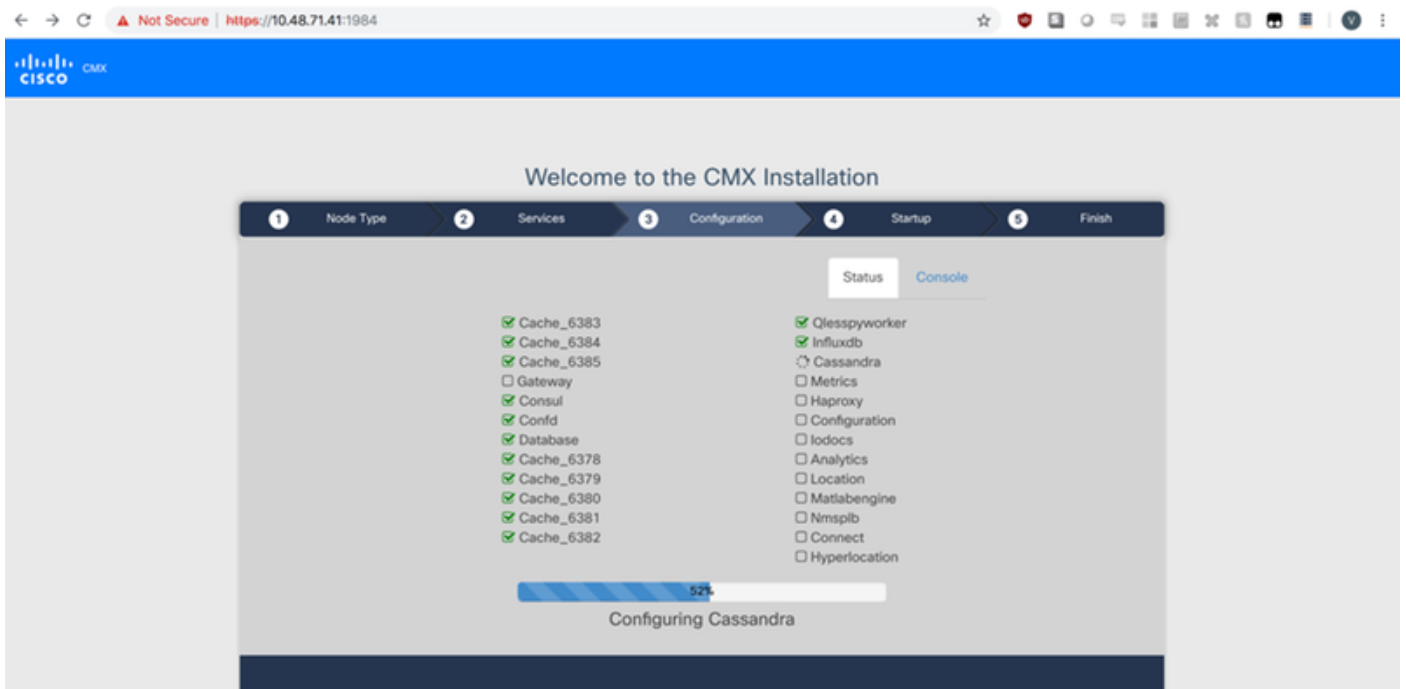 Not Secure | https://10.48.71.41:1984
V
CISCO CMX
Welcome to the CMX Installation
1 Node Type 2 Services 3 Configuration 4 Startup 5 Finish
Status Console
Cache_6383
Cache_6384
Cache_6385
Gateway
Consul
Confd
Database
Cache_6378
Cache_6379
Cache_6380
Cache_6381
Cache_6382
Qlesspyworker
Influxdb
Cassandra
Metrics
Haproxy
Configuration
Iodocs
Analytics
Location
Matlabengine
Nmsplb
Connect
Hyperlocation
52%
Configuring Cassandra